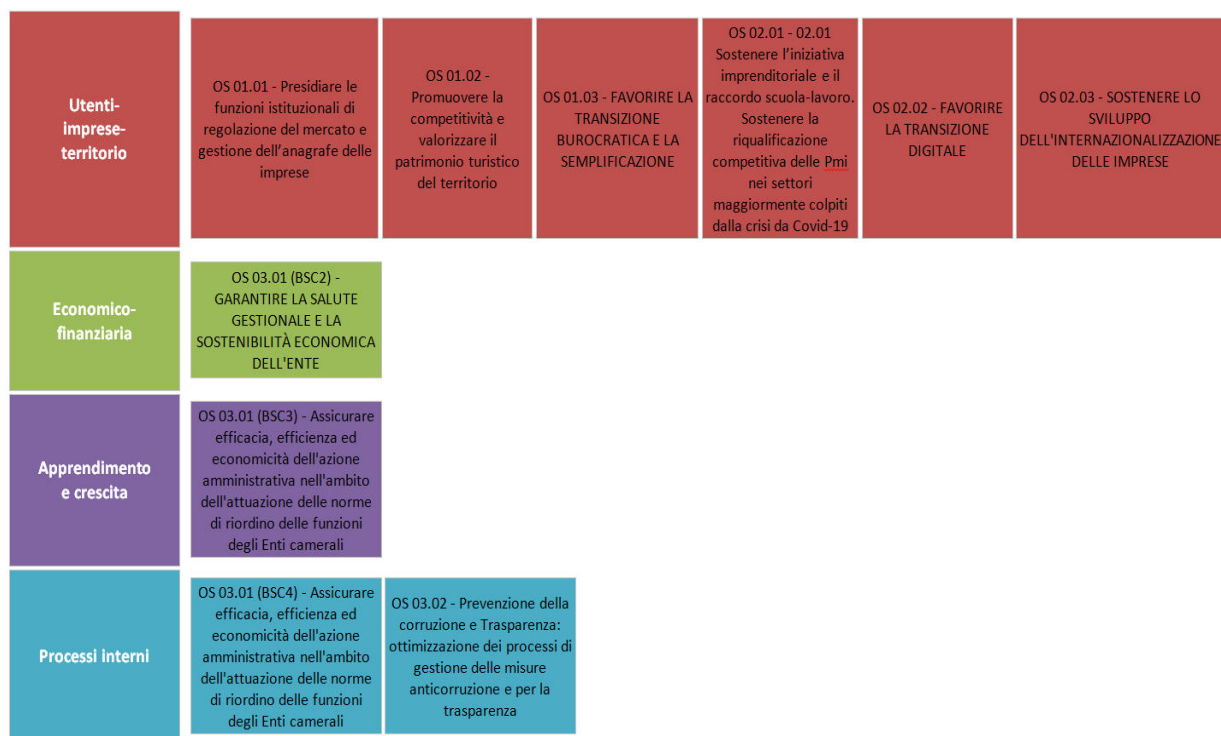 Utenti-
imprese-
territorio
OS 01.01 - Presidiare le
funzioni istituzionali di
regolazione del mercato e
gestione dell'anagrafe delle
imprese
OS 01.02 -
Promuovere la
competitività e
valorizzare il
patrimonio turistico
del territorio
OS 01.03 - FAVORIRE LA
TRANSIZIONE
BUROCRATICA E LA
SEMPLIFICAZIONE
OS 02.01 - 02.01
Sostenere l'iniziativa
imprenditoriale e il
raccordo scuola-lavoro.
Sostenere la
riqualificazione
competitiva delle Pmi
nei settori
maggiormente colpiti
dalla crisi da Covid-19
OS 02.02 - FAVORIRE
LA TRANSIZIONE
DIGITALE
OS 02.03 - SOSTENERE LO
SVILUPPO
DELL'INTERNAZIONALIZZAZIONE
DELLE IMPRESE
Economico-
finanziaria
OS 03.01 (BSC2) -
GARANTIRE LA SALUTE
GESTIONALE E LA
SOSTENIBILITÀ ECONOMICA
DELL'ENTE
Apprendimento
e crescita
OS 03.01 (BSC3) - Assicurare
efficacia, efficienza ed
economicità dell'azione
amministrativa nell'ambito
dell'attuazione delle norme
di riordino delle funzioni
degli Enti camerali
Processi interni
OS 03.01 (BSC4) - Assicurare
efficacia, efficienza ed
economicità dell'azione
amministrativa nell'ambito
dell'attuazione delle norme
di riordino delle funzioni
degli Enti camerali
OS 03.02 - Prevenzione della
corruzione e Trasparenza:
ottimizzazione dei processi di
gestione delle misure
anticorruzione e per la
trasparenza